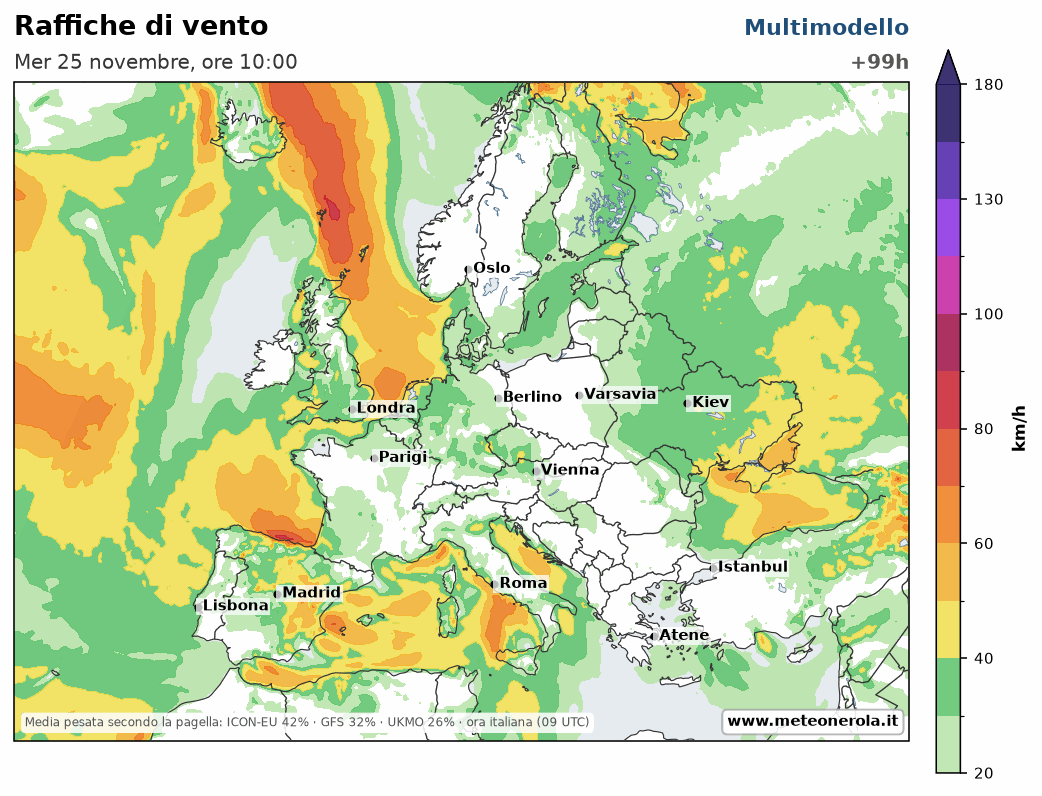 Raffiche di vento
Multimodello
Mer 25 novembre, ore 10:00
+99h
180
130
100
80
60
40
20
km/h
Oslo
Berlino
Varsavia
Kiev
Londra
Parigi
Vienna
Istanbul
Roma
Madrid
Lisbona
Atene
Media pesata secondo la pagella: ICON-EU 42% · GFS 32% · UKMO 26% · ora italiana (09 UTC)
www.meteonerola.it